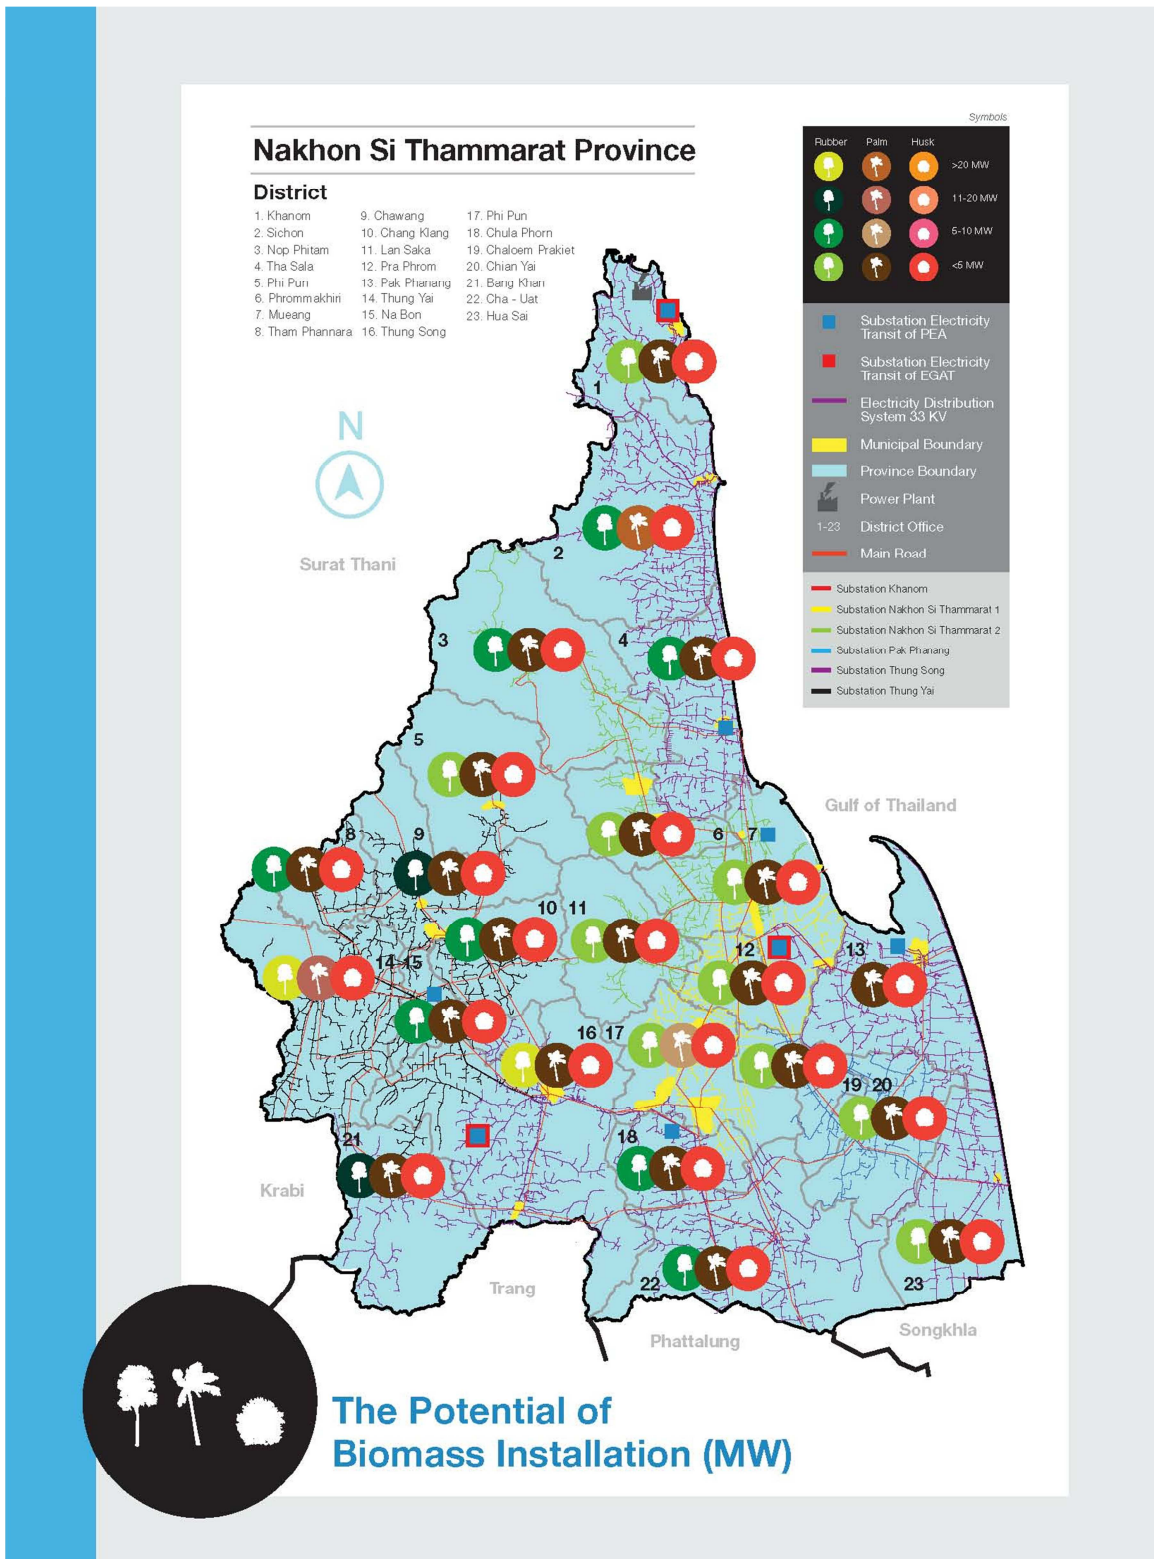 Nakhon Si Thammarat Province
District
1. Khanom
2. Sichon
3. Nop Phitam
4. Tha Sala
5. Phi Pun
6. Phrommakhiri
7. Mueang
8. Tham Phannara
9. Chawang
10. Chang Klang
11. Lan Saka
12. Pra Phrom
13. Pak Phanang
14. Thung Yai
15. Na Bon
16. Thung Song
17. Phi Pun
18. Chula Phorn
19. Chaloem Prakiet
20. Chian Yai
21. Bang Khan
22. Cha - Uat
23. Hua Sai
Symbols
Rubber Palm Husk
>20 MW
11-20 MW
5-10 MW
<5 MW
Substation Electricity
Transit of PEA
Substation Electricity
Transit of EGAT
Electricity Distribution
System 33 KV
Municipal Boundary
Province Boundary
Power Plant
1-23 District Office
Main Road
Substation Khanom
Substation Nakhon Si Thammarat 1
Substation Nakhon Si Thammarat 2
Substation Pak Phanang
Substation Thung Song
Substation Thung Yai
N
1
Surat Thani
2
3
4
5
Gulf of Thailand
8
9
6
7
10
11
12
13
14
15
16
17
19
20
18
21
Krabi
22
23
Trang
Phattalung
Songkhla
The Potential of
Biomass Installation (MW)